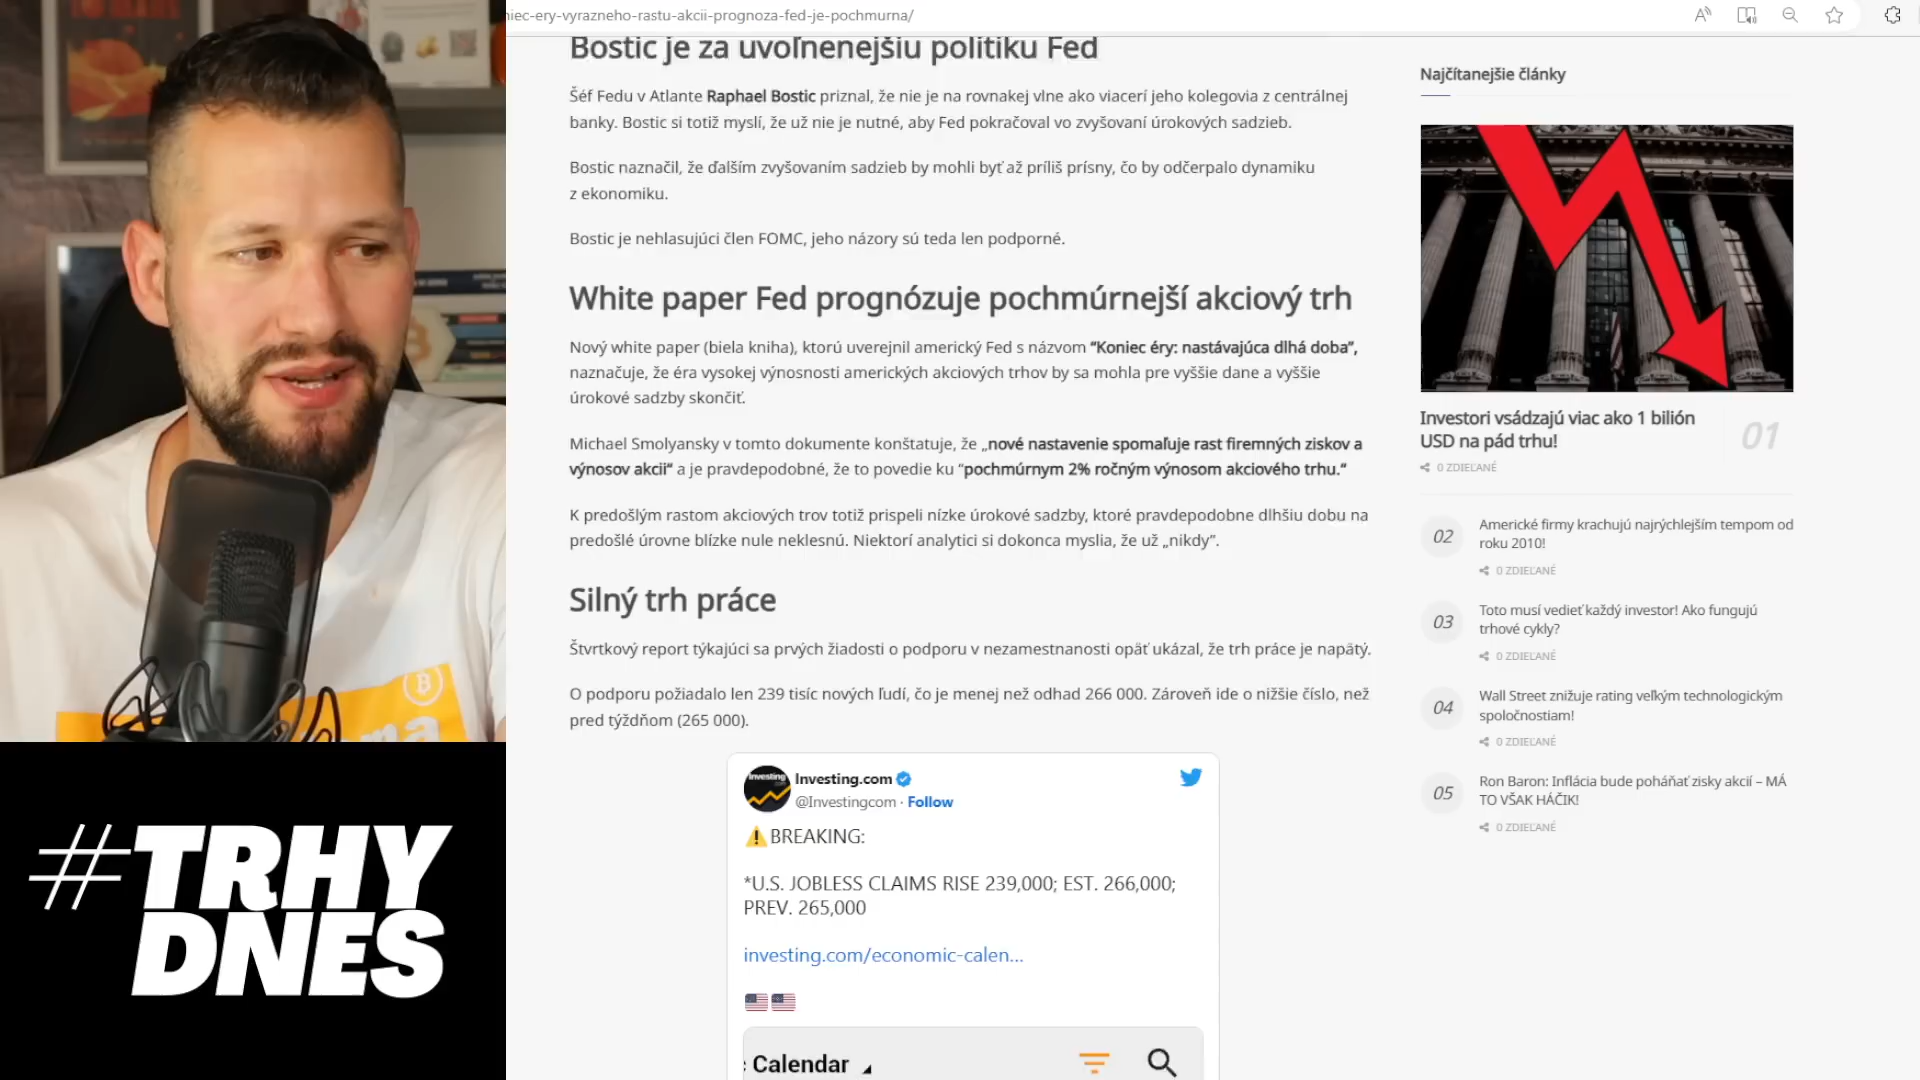 niec-ery-vyrazneho-rastu-akcii-prognoza-fed-je-pochmurna/
Bostic je za uvoľnenejšiu politiku Fed
Šéf Fedu v Atlante Raphael Bostic priznal, že nie je na rovnakej vlne ako viacerí jeho kolegovia z centrálnej
banky. Bostic si totiž myslí, že už nie je nutné, aby Fed pokračoval vo zvyšovaní úrokových sadzieb.
Bostic naznačil, že ďalším zvyšovaním sadzieb by mohli byť až príliš prísny, čo by odčerpalo dynamiku
z ekonomiku.
Bostic je nehlasujúci člen FOMC, jeho názory sú teda len podporné.
White paper Fed prognózuje pochmúrnejší akciový trh
Nový white paper (biela kniha), ktorú uverejnil americký Fed s názvom “Koniec éry: nastávajúca dlhá doba”,
naznačuje, že éra vysokej výnosnosti amerických akciových trhov by sa mohla pre vyššie dane a vyššie
úrokové sadzby skončiť.
Michael Smolyansky v tomto dokumente konštatuje, že „nové nastavenie spomaľuje rast firemných ziskov a
výnosov akcií“ a je pravdepodobné, že to povedie ku “pochmúrnym 2% ročným výnosom akciového trhu.“
K predošlým rastom akciových trov totiž prispeli nízke úrokové sadzby, ktoré pravdepodobne dlhšiu dobu na
predošlé úrovne blízke nule neklesnú. Niektorí analytici si dokonca myslia, že už „nikdy”.
Silný trh práce
Štvrtkový report týkajúci sa prvých žiadosti o podporu v nezamestnanosti opäť ukázal, že trh práce je napätý.
O podporu požiadalo len 239 tisíc nových ľudí, čo je menej než odhad 266 000. Zároveň ide o nižšie číslo, než
pred týždňom (265 000).
Investing.com
@Investingcom · Follow
⚠️BREAKING:
*U.S. JOBLESS CLAIMS RISE 239,000; EST. 266,000;
PREV. 265,000
investing.com/economic-calen…
🇺🇸🇺🇸
Calendar
Najčítanejšie články
Investori vsádzajú viac ako 1 bilión
USD na pád trhu!
01
0 ZDIEĽANÉ
02
Americké firmy krachujú najrýchlejším tempom od
roku 2010!
0 ZDIEĽANÉ
03
Toto musí vedieť každý investor! Ako fungujú
trhové cykly?
0 ZDIEĽANÉ
04
Wall Street znižuje rating veľkým technologickým
spoločnostiam!
0 ZDIEĽANÉ
05
Ron Baron: Inflácia bude poháňať zisky akcií – MÁ
TO VŠAK HÁČIK!
0 ZDIEĽANÉ
#TRHY
DNES